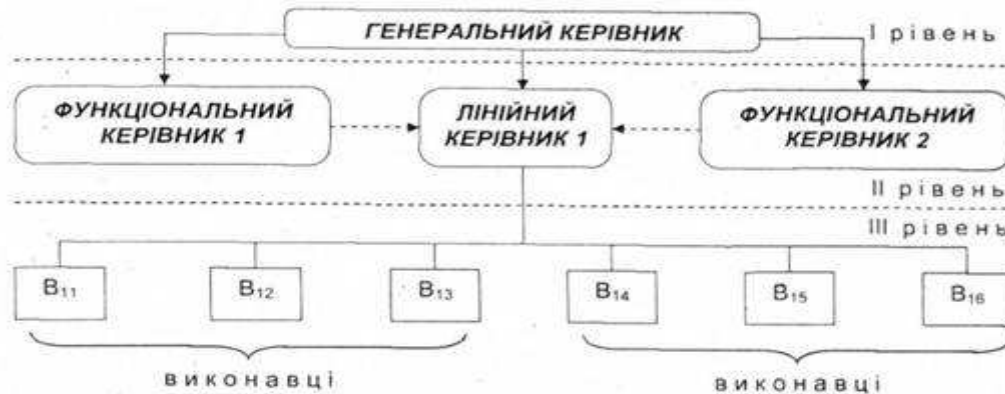 ГЕНЕРАЛЬНИЙ КЕРІВНИК
І рівень
ФУНКЦІОНАЛЬНИЙ
КЕРІВНИК 1
ЛІНІЙНИЙ
КЕРІВНИК 1
ФУНКЦІОНАЛЬНИЙ
КЕРІВНИК 2
ІІ рівень
ІІІ рівень
В₁₁
В₁₂
В₁₃
В₁₄
В₁₅
В₁₆
виконавці
виконавці